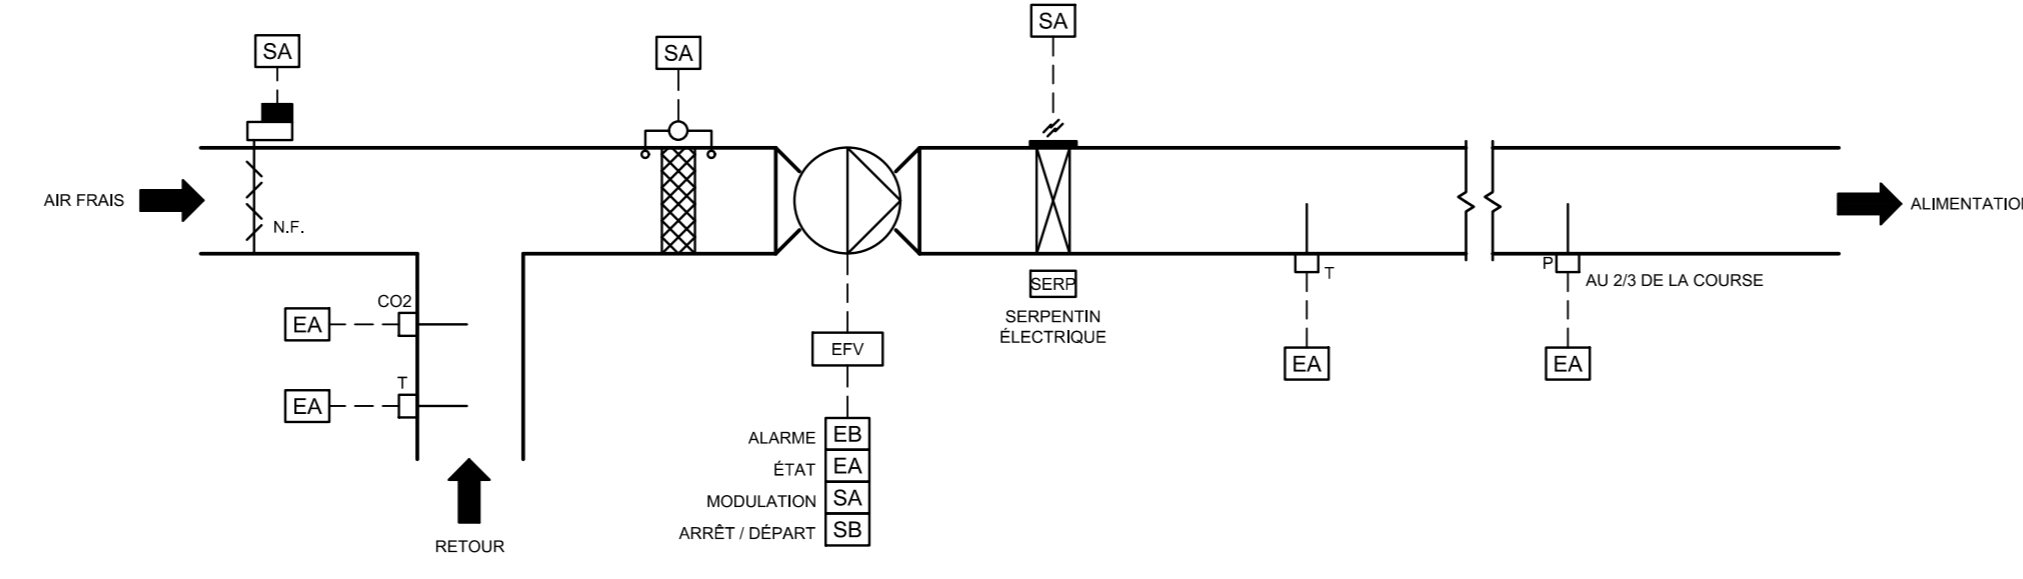 SA
SA
SA
AIR FRAIS
N.F.
ALIMENTATION
CO2
EA
T
EA
RETOUR
EFV
ALARME EB
ÉTAT EA
MODULATION SA
ARRÊT / DÉPART SB
SERP
SERPENTIN
ÉLECTRIQUE
T
EA
P
AU 2/3 DE LA COURSE
EA